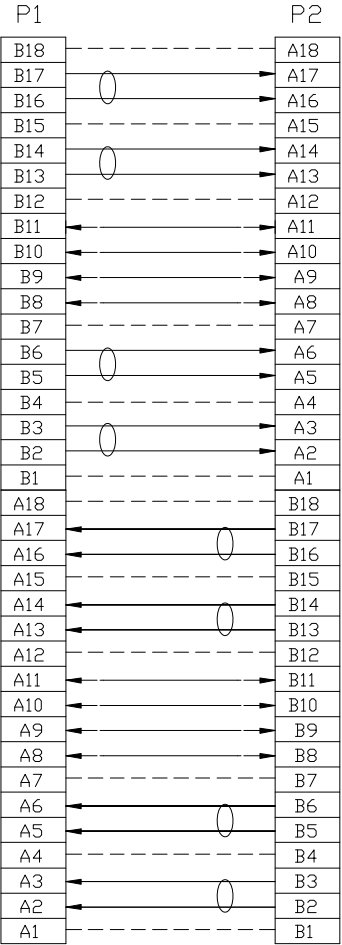 P1 P2
B18 A18
B17 A17
B16 A16
B15 A15
B14 A14
B13 A13
B12 A12
B11 A11
B10 A10
B9 A9
B8 A8
B7 A7
B6 A6
B5 A5
B4 A4
B3 A3
B2 A2
B1 A1
A18 B18
A17 B17
A16 B16
A15 B15
A14 B14
A13 B13
A12 B12
A11 B11
A10 B10
A9 B9
A8 B8
A7 B7
A6 B6
A5 B5
A4 B4
A3 B3
A2 B2
A1 B1